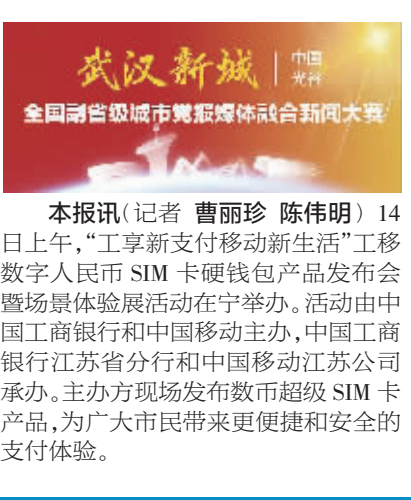 武汉新城
中国
光谷
全国副省级城市党报媒体融合新闻大赛
本报讯(记者 曹丽珍 陈伟明) 14
日上午,“工享新支付移动新生活”工移
数字人民币 SIM 卡硬钱包产品发布会
暨场景体验展活动在宁举办。活动由中
国工商银行和中国移动主办,中国工商
银行江苏省分行和中国移动江苏公司
承办。主办方现场发布数币超级 SIM 卡
产品,为广大市民带来更便捷和安全的
支付体验。